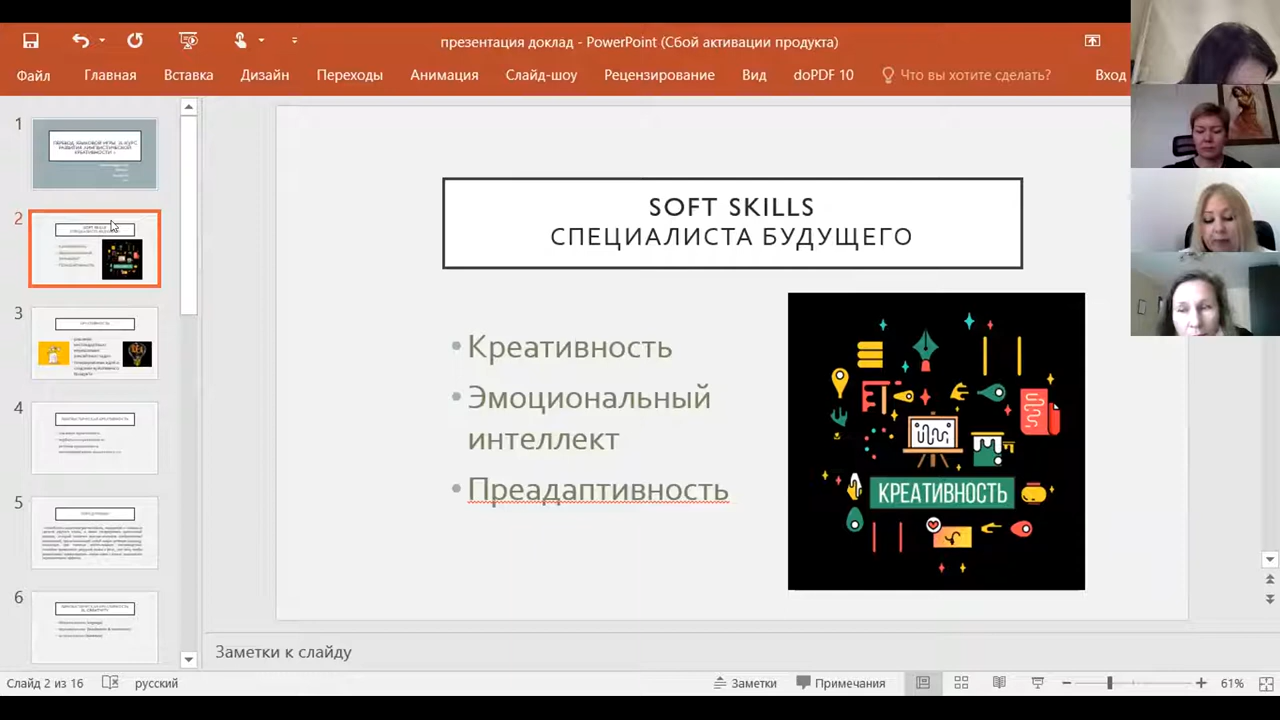 презентация доклад - PowerPoint (Сбой активации продукта)
Файл
Главная
Вставка
Дизайн
Переходы
Анимация
Слайд-шоу
Рецензирование
Вид
doPDF 10
Что вы хотите сделать?
Вход
1
2
3
4
5
6
SOFT SKILLS
СПЕЦИАЛИСТА БУДУЩЕГО
Креативность
Эмоциональный
интеллект
Преадаптивность
КРЕАТИВНОСТЬ
Заметки к слайду
Слайд 2 из 16
русский
Заметки
Примечания
61%